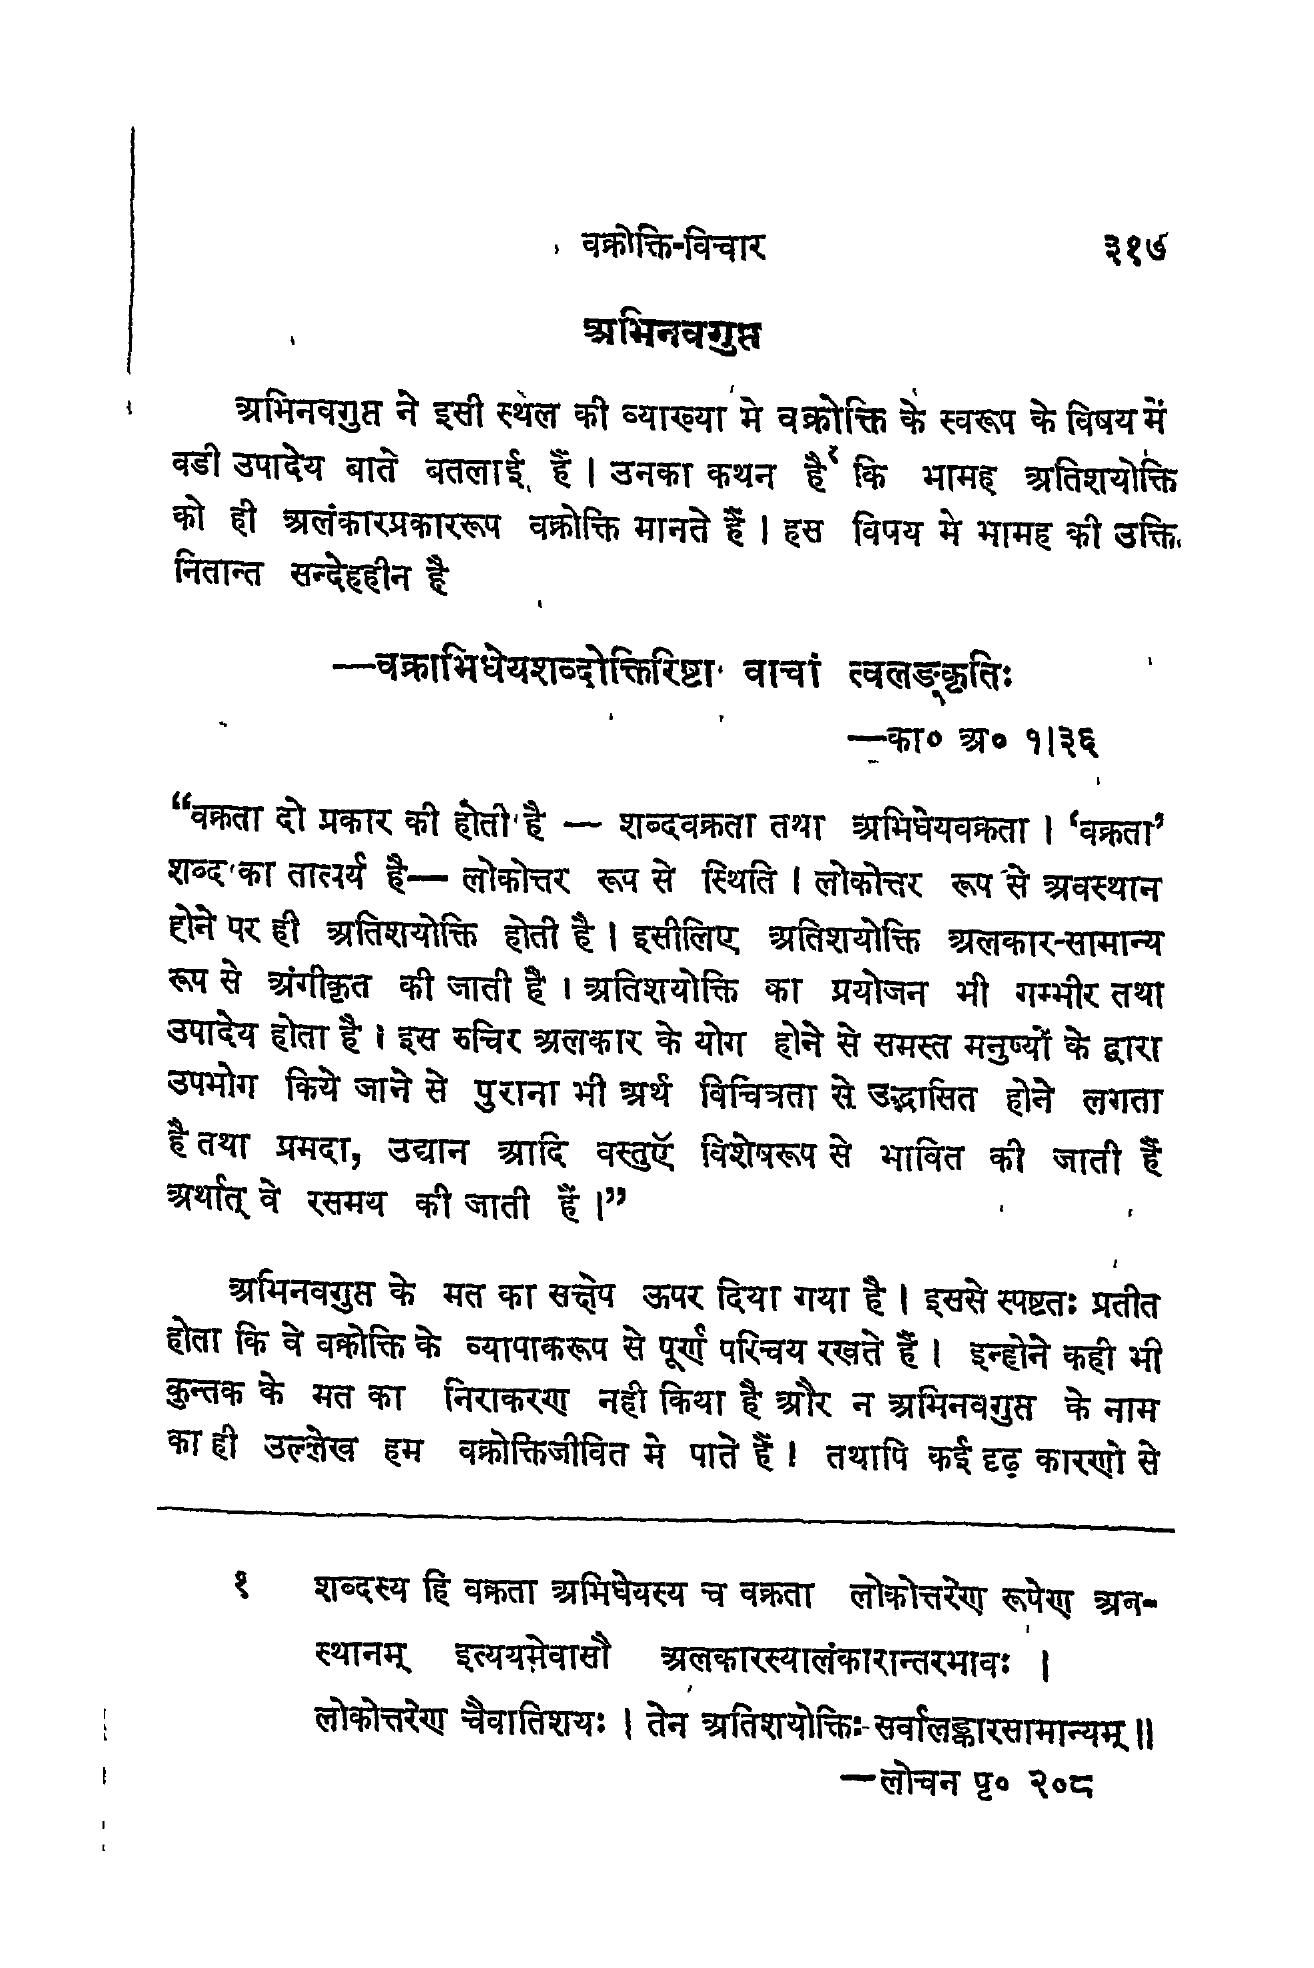 वक्रोक्ति-विचार ३१७
अभिनवगुप्त
अभिनवगुप्त ने इसी स्थल की व्याख्या मे वक्रोक्ति के स्वरूप के विषय में
वडी उपादेय बाते बतलाई हैं । उनका कथन है१ कि भामह अतिशयोक्ति
को ही अलंकारप्रकाररूप वक्रोक्ति मानते हैं । हस विषय मे भामह की उक्ति
नितान्त सन्देहहीन है
—वक्राभिधेयशब्दोक्तिरिष्टा वाचां त्वलङ्कृतिः
—का० अ० १।३६
“वक्रता दो प्रकार की होती है — शब्दवक्रता तथा अभिधेयवक्रता । ‘वक्रता’
शब्द का तात्पर्य है— लोकोत्तर रूप से स्थिति । लोकोत्तर रूप से अवस्थान
होने पर ही अतिशयोक्ति होती है । इसीलिए अतिशयोक्ति अलकार-सामान्य
रूप से अंगीकृत की जाती है । अतिशयोक्ति का प्रयोजन भी गम्भीर तथा
उपादेय होता है । इस रुचिर अलकार के योग होने से समस्त मनुष्यों के द्वारा
उपभोग किये जाने से पुराना भी अर्थ विचित्रता से उद्भासित होने लगता
है तथा प्रमदा, उद्यान आदि वस्तुएँ विशेषरूप से भावित की जाती हैं
अर्थात् वे रसमय की जाती हैं ।”
अभिनवगुप्त के मत का सक्षेप ऊपर दिया गया है । इससे स्पष्टतः प्रतीत
होता कि वे वक्रोक्ति के व्यापाकरूप से पूर्ण परिचय रखते हैं । इन्होने कही भी
कुन्तक के मत का निराकरण नही किया है और न अभिनवगुप्त के नाम
का ही उल्लेख हम वक्रोक्तिजीवित मे पाते हैं । तथापि कई दृढ़ कारणो से
१ शब्दस्य हि वक्रता अभिधेयस्य च वक्रता लोकोत्तरेण रूपेण अव-
स्थानम् इत्ययमेवासौ अलकारस्यालंकारान्तरभावः ।
लोकोत्तरेण चैवातिशयः । तेन अतिशयोक्तिः सर्वालङ्कारसामान्यम् ॥
—लोचन पृ० २०८